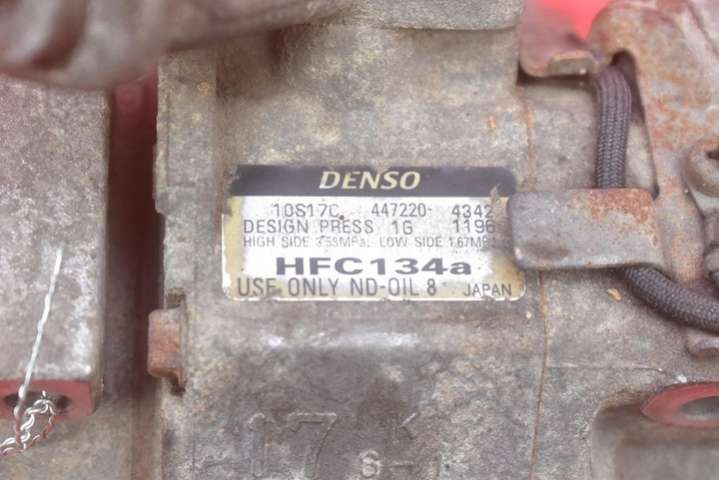 DENSO
10S17C 447220- 4342
DESIGN PRESS 1G 1196
HIGH SIDE 3.53MPa, LOW SIDE 1.67MPa
HFC134a
USE ONLY ND-OIL 8 JAPAN
17 K